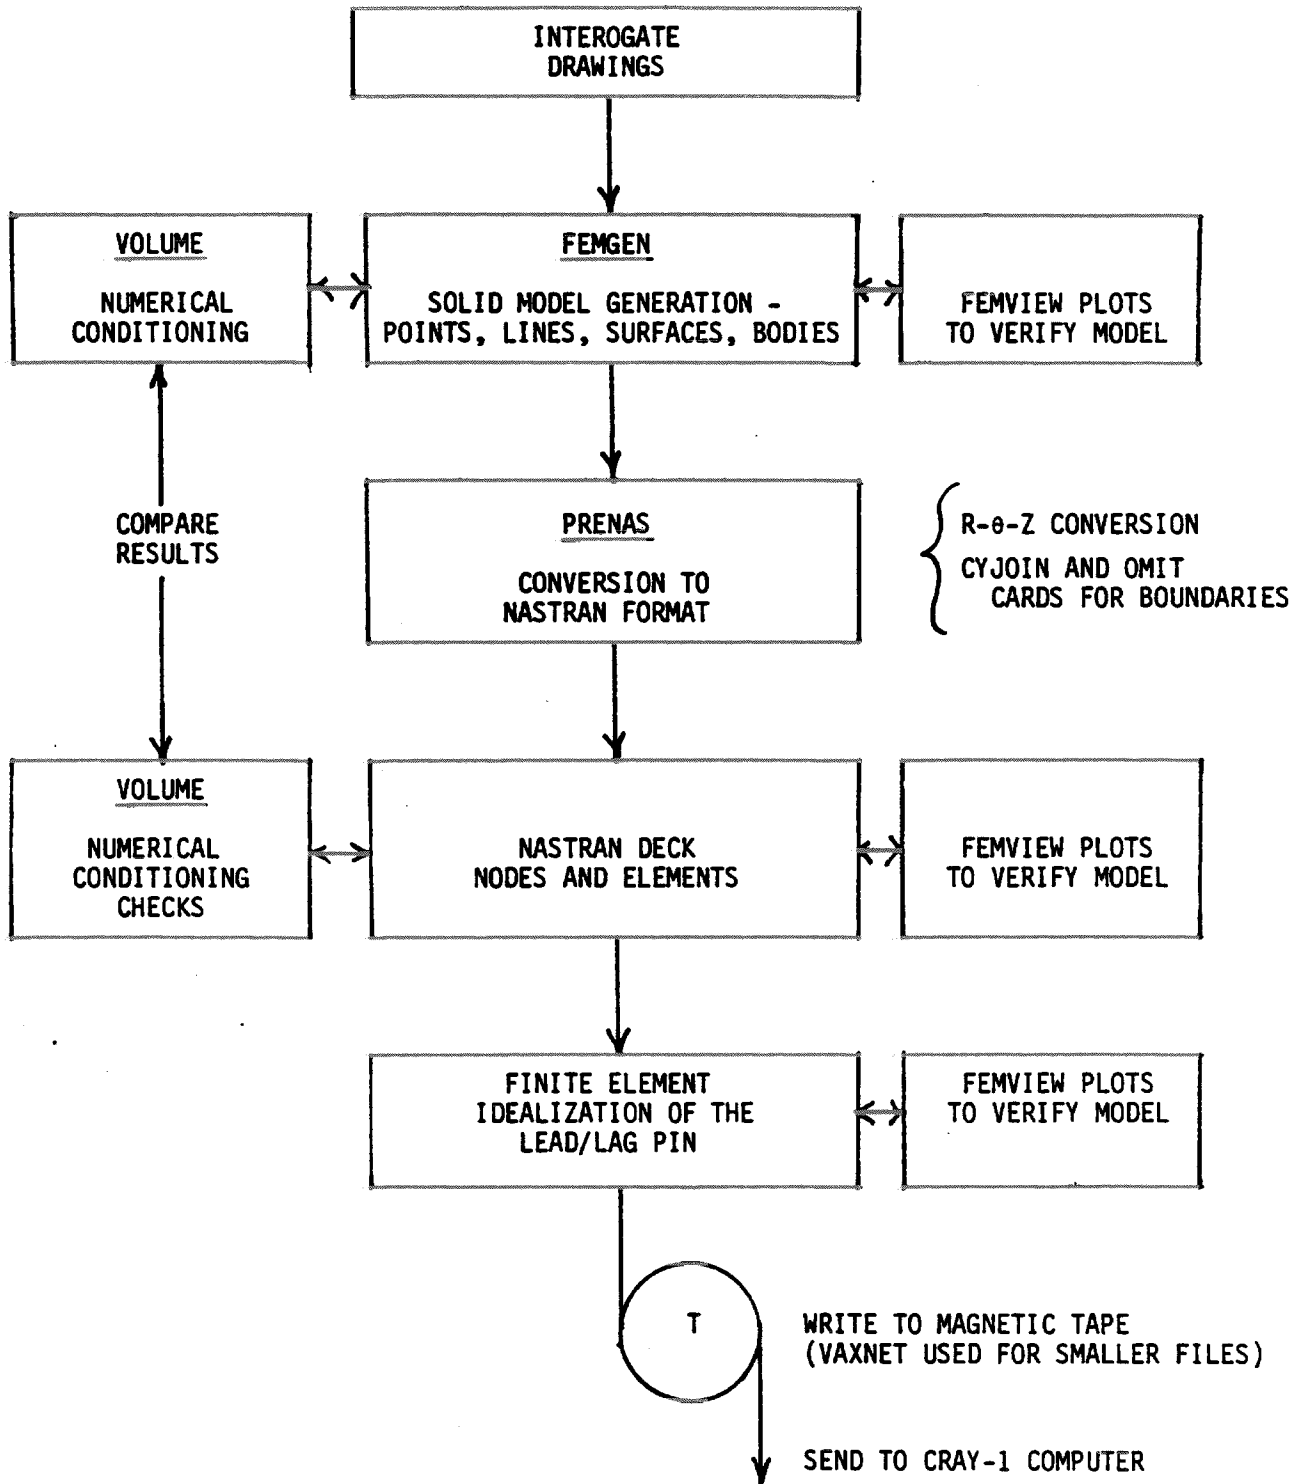 INTEROGATE
DRAWINGS
VOLUME
NUMERICAL
CONDITIONING
FEMGEN
SOLID MODEL GENERATION -
POINTS, LINES, SURFACES, BODIES
FEMVIEW PLOTS
TO VERIFY MODEL
COMPARE
RESULTS
PRENAS
CONVERSION TO
NASTRAN FORMAT
R-θ-Z CONVERSION
CYJOIN AND OMIT
CARDS FOR BOUNDARIES
VOLUME
NUMERICAL
CONDITIONING
CHECKS
NASTRAN DECK
NODES AND ELEMENTS
FEMVIEW PLOTS
TO VERIFY MODEL
FINITE ELEMENT
IDEALIZATION OF THE
LEAD/LAG PIN
FEMVIEW PLOTS
TO VERIFY MODEL
T
WRITE TO MAGNETIC TAPE
(VAXNET USED FOR SMALLER FILES)
SEND TO CRAY-1 COMPUTER